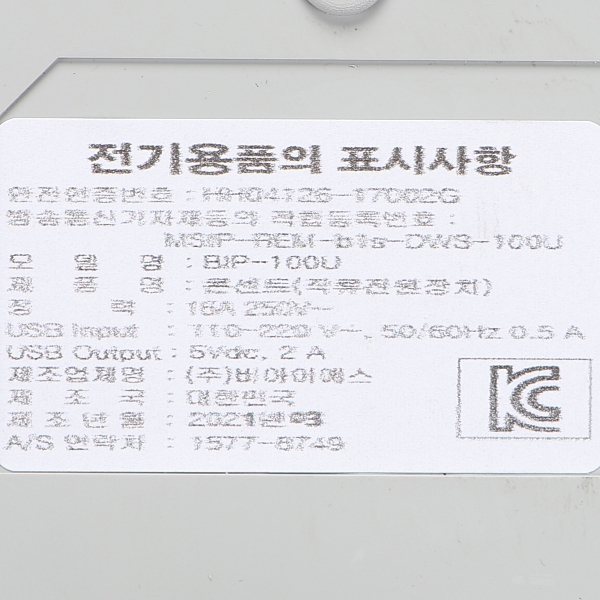 전기용품의 표시사항
안전인증번호 : HH04126-17002G
방송통신기자재등의 적합등록번호 :
MSIP-REM-bis-DWS-100U
모 델 명 : BIP-100U
제 품 명 : 콘센트(직류전원장치)
정 격 : 16A 250V~
USB Input : 110-220 V~, 50/60Hz 0.5 A
USB Output : 5Vdc, 2 A
제조업체명 : (주)비아이에스
제 조 국 : 대한민국
제 조 년 월 : 2021년 03
A/S 연락처 : 1577-8749